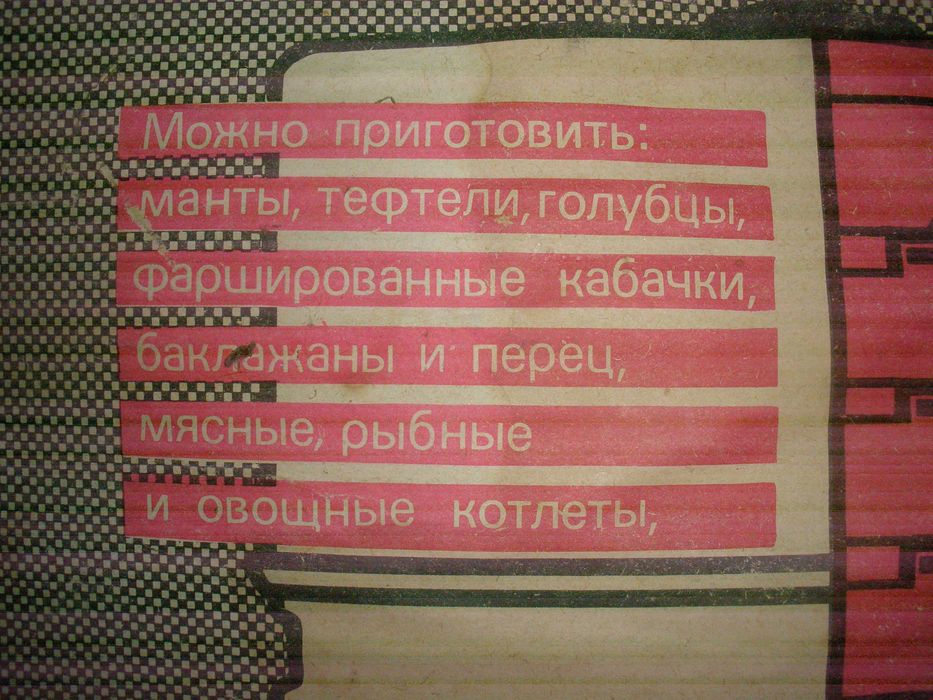 Можно приготовить:
манты, тефтели, голубцы,
фаршированные кабачки,
баклажаны и перец,
мясные, рыбные
и овощные котлеты,